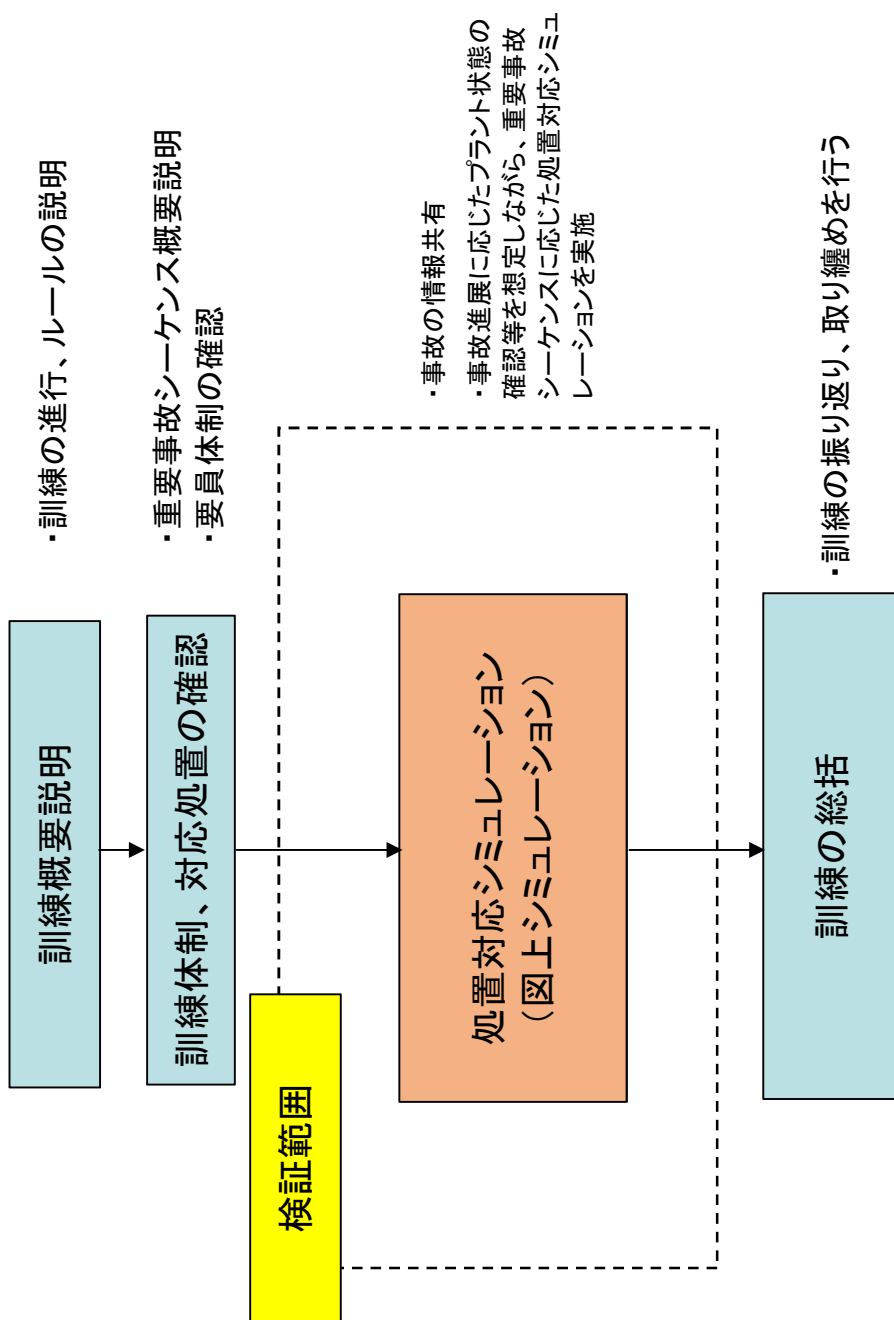 訓練概要説明
・訓練の進行、ルールの説明
訓練体制、対応処置の確認
・重要事故シーケンス概要説明
・要員体制の確認
検証範囲
処置対応シミュレーション
（図上シミュレーション）
・事故の情報共有
・事故進展に応じたプラント状態の
確認等を想定しながら、重要事故
シーケンスに応じた処置対応シミュ
レーションを実施
訓練の総括
・訓練の振り返り、取り纏めを行う